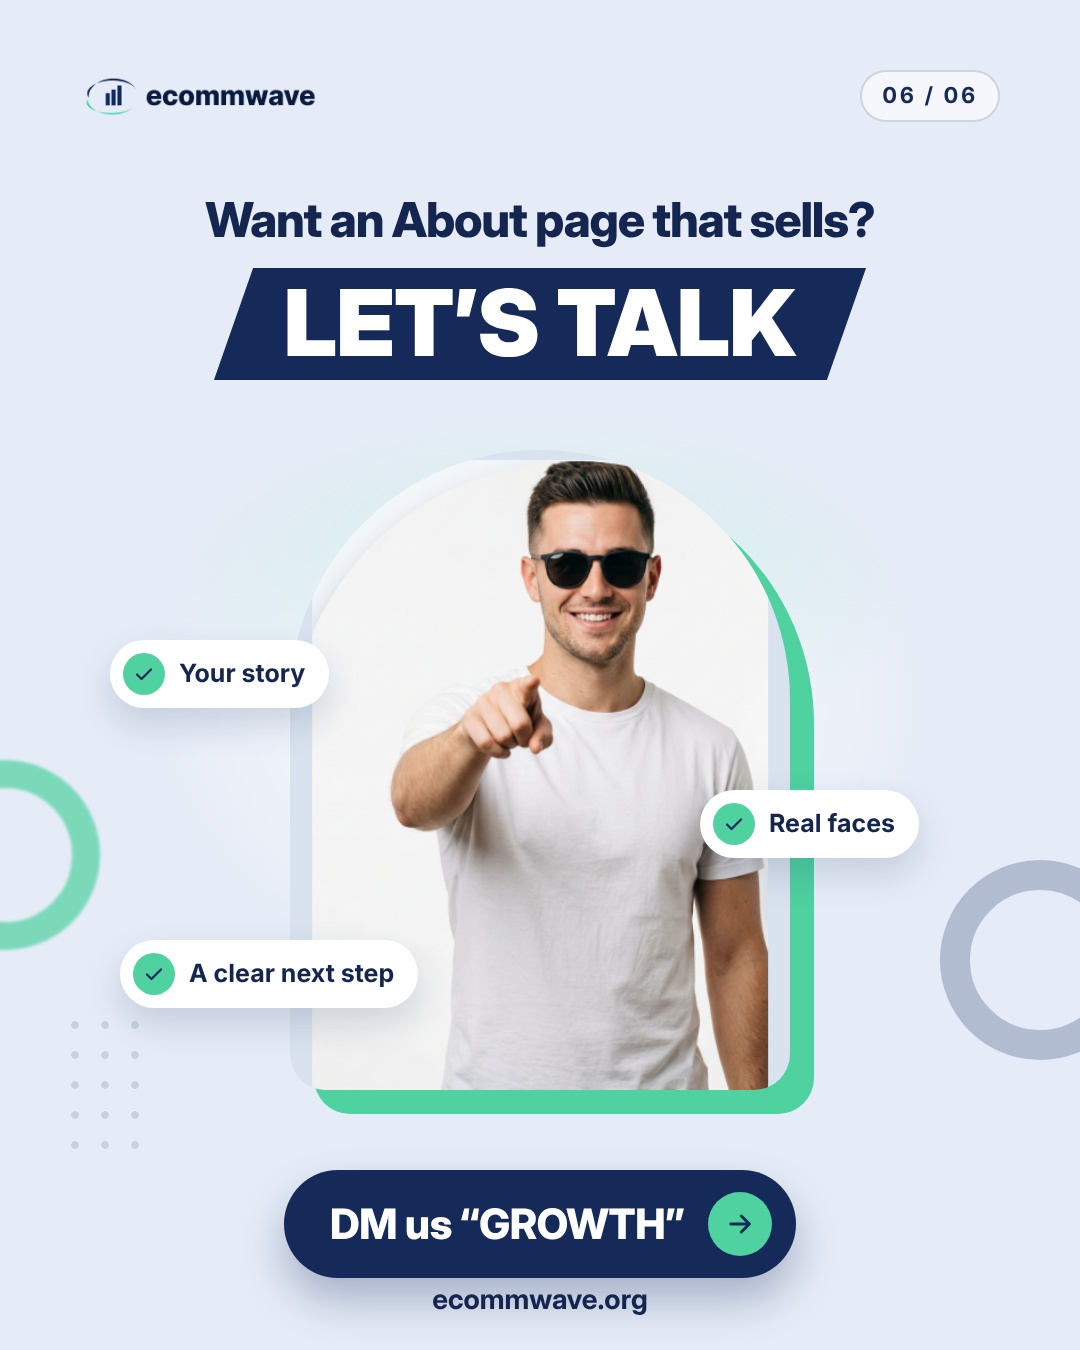 ecommwave
06 / 06
Want an About page that sells?
LET’S TALK
Your story
Real faces
A clear next step
DM us “GROWTH”
ecommwave.org